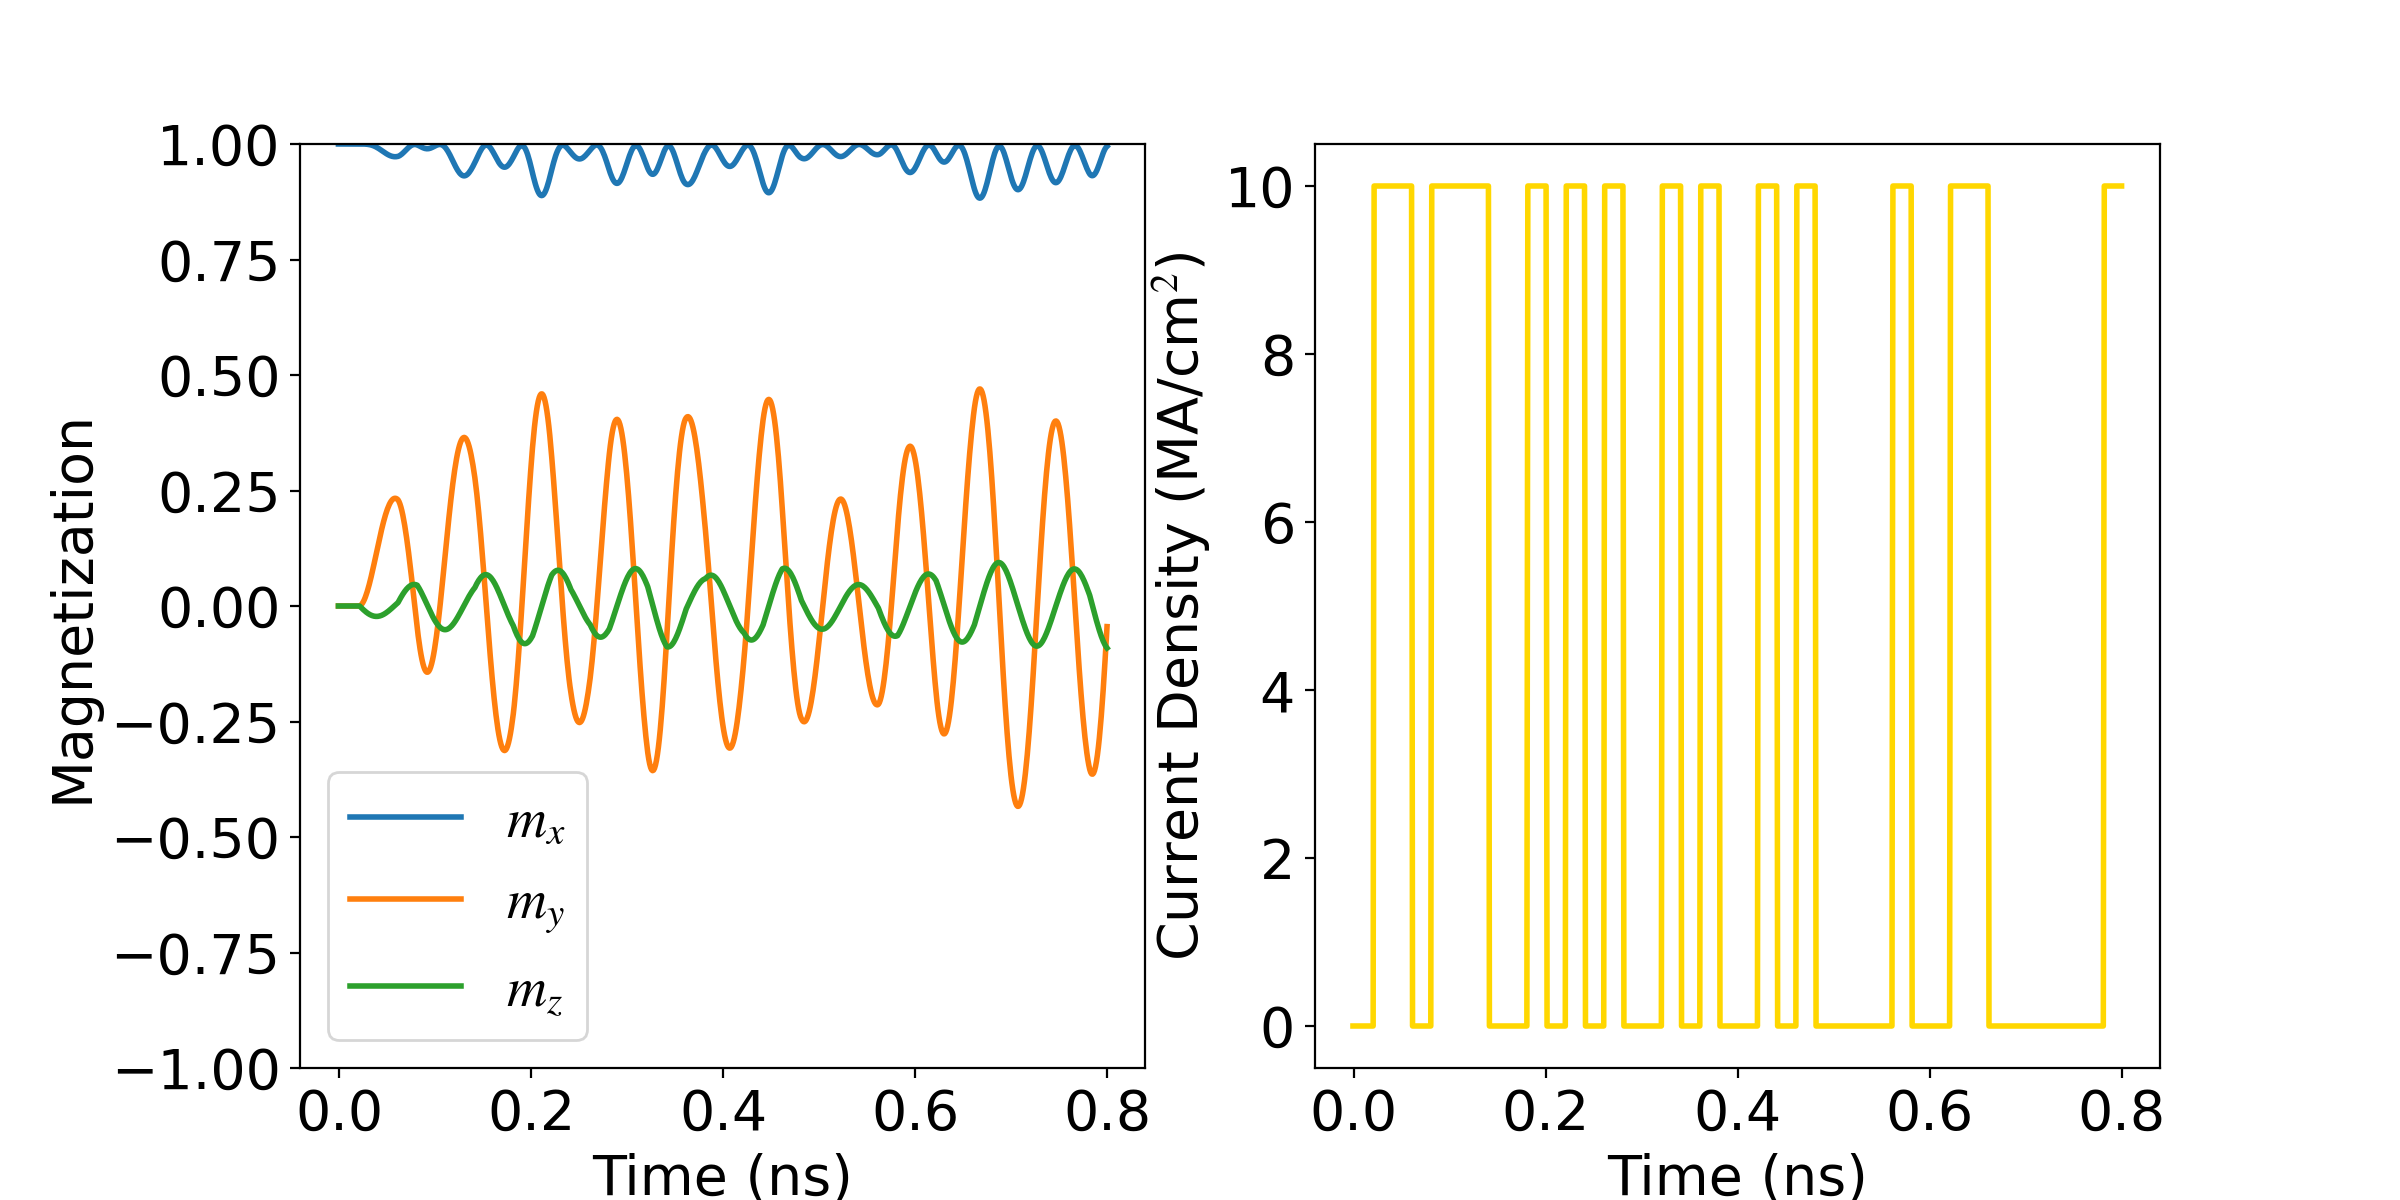 Magnetization
1.00
0.75
0.50
0.25
0.00
−0.25
−0.50
−0.75
−1.00
m_x
m_y
m_z
0.0 0.2 0.4 0.6 0.8
Time (ns)
Current Density (MA/cm²)
10
8
6
4
2
0
0.0 0.2 0.4 0.6 0.8
Time (ns)